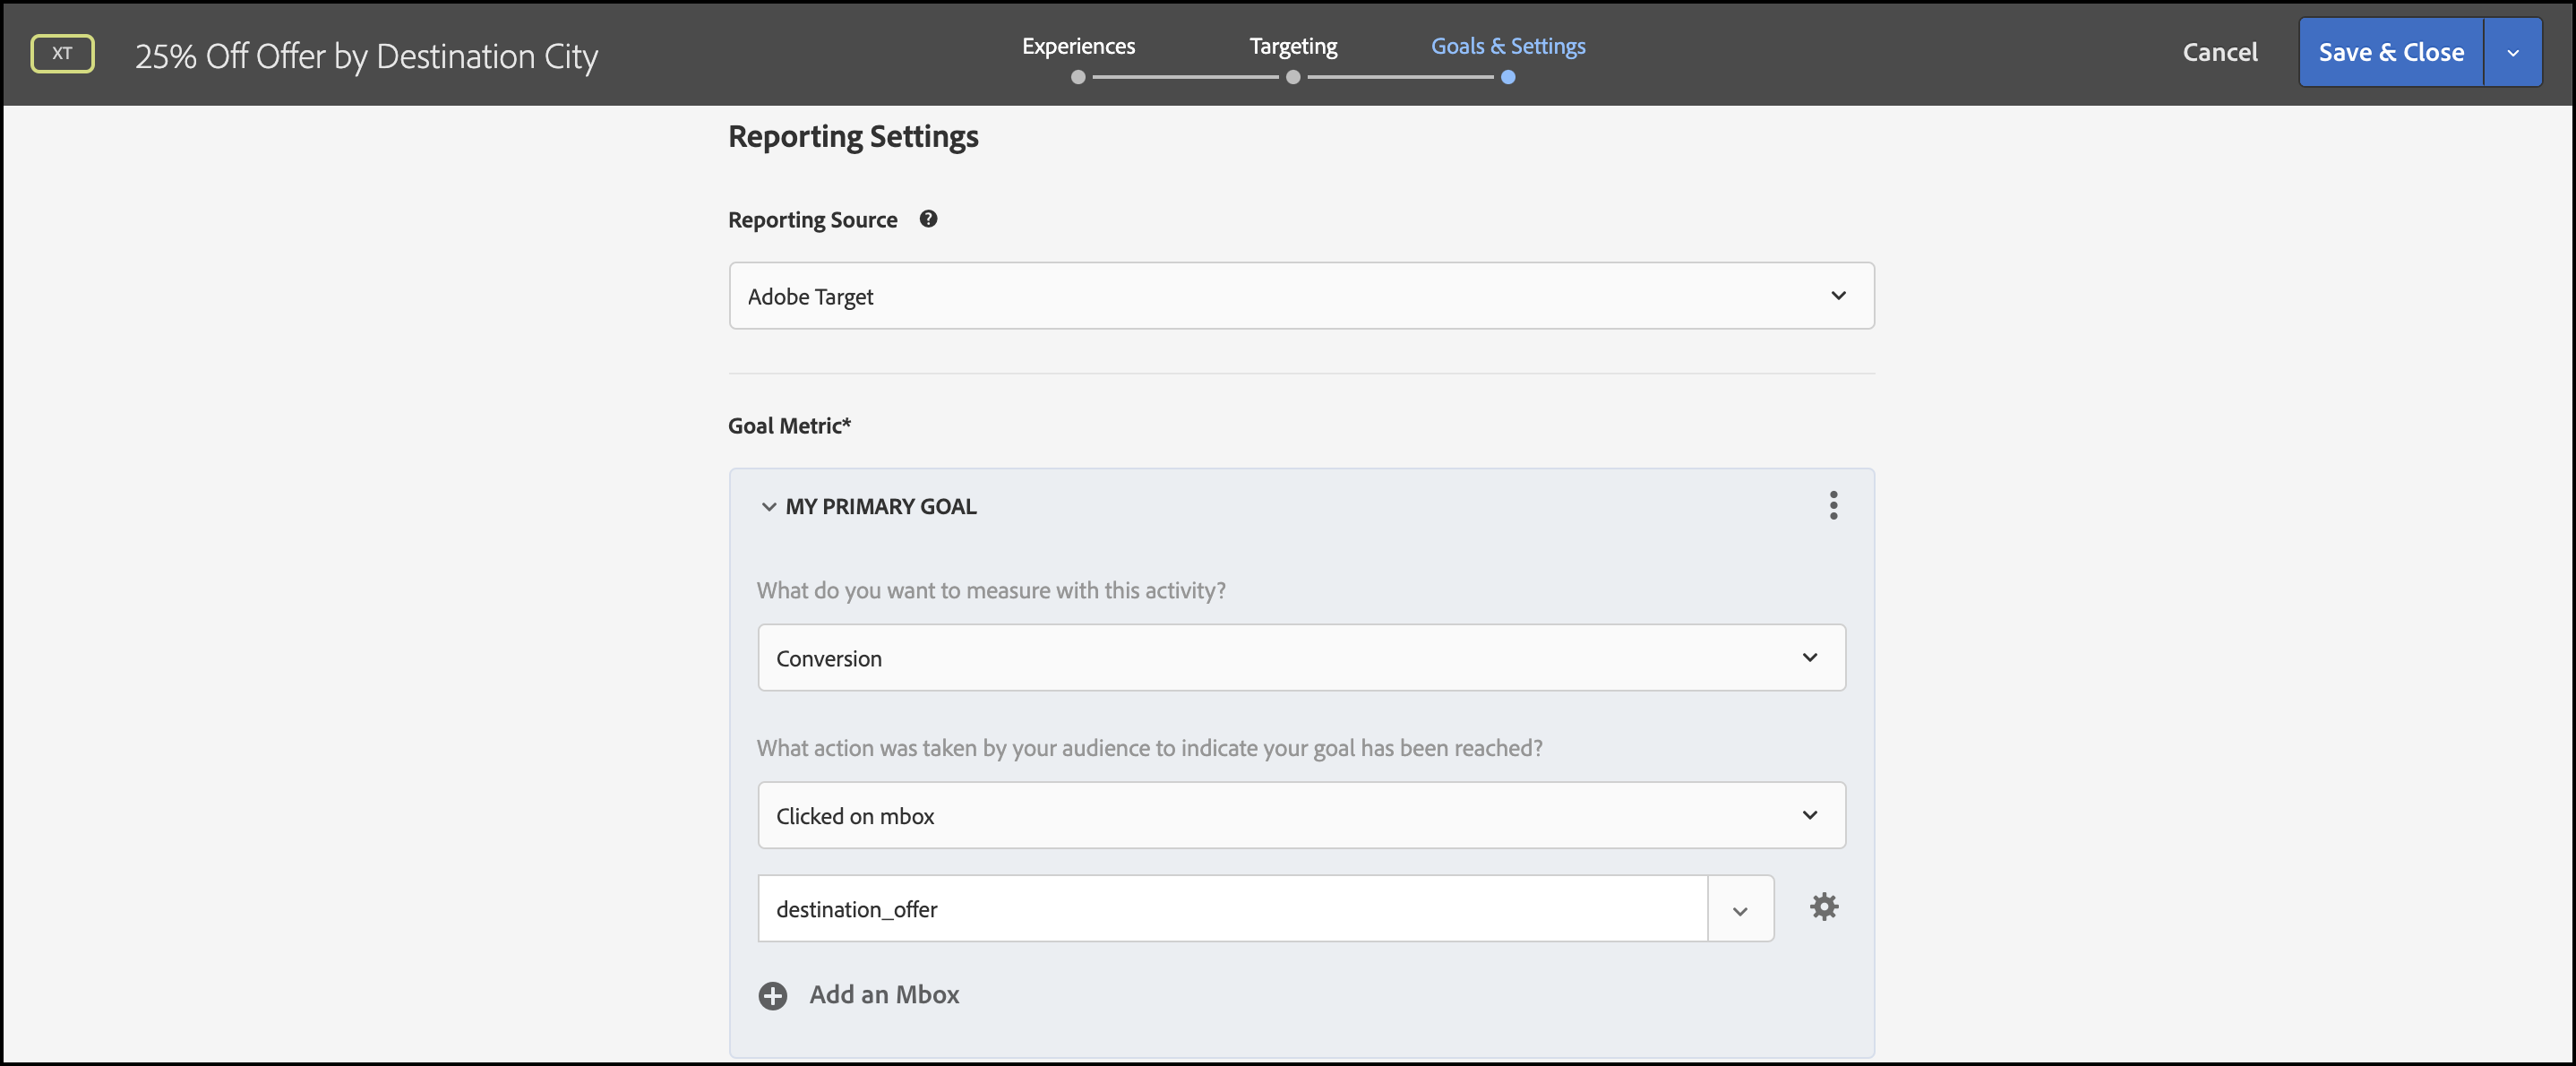 XT
25% Off Offer by Destination City
Experiences
Targeting
Goals & Settings
Cancel
Save & Close
Reporting Settings
Reporting Source
Adobe Target
Goal Metric*
MY PRIMARY GOAL
What do you want to measure with this activity?
Conversion
What action was taken by your audience to indicate your goal has been reached?
Clicked on mbox
destination_offer
Add an Mbox